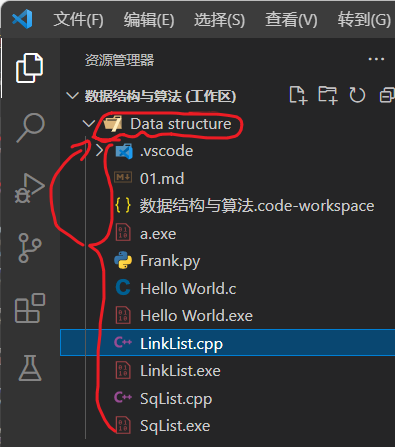 文件(F) 编辑(E) 选择(S) 查看(V) 转到(G)
资源管理器
数据结构与算法 (工作区)
Data structure
.vscode
01.md
数据结构与算法.code-workspace
a.exe
Frank.py
Hello World.c
Hello World.exe
LinkList.cpp
LinkList.exe
SqList.cpp
SqList.exe